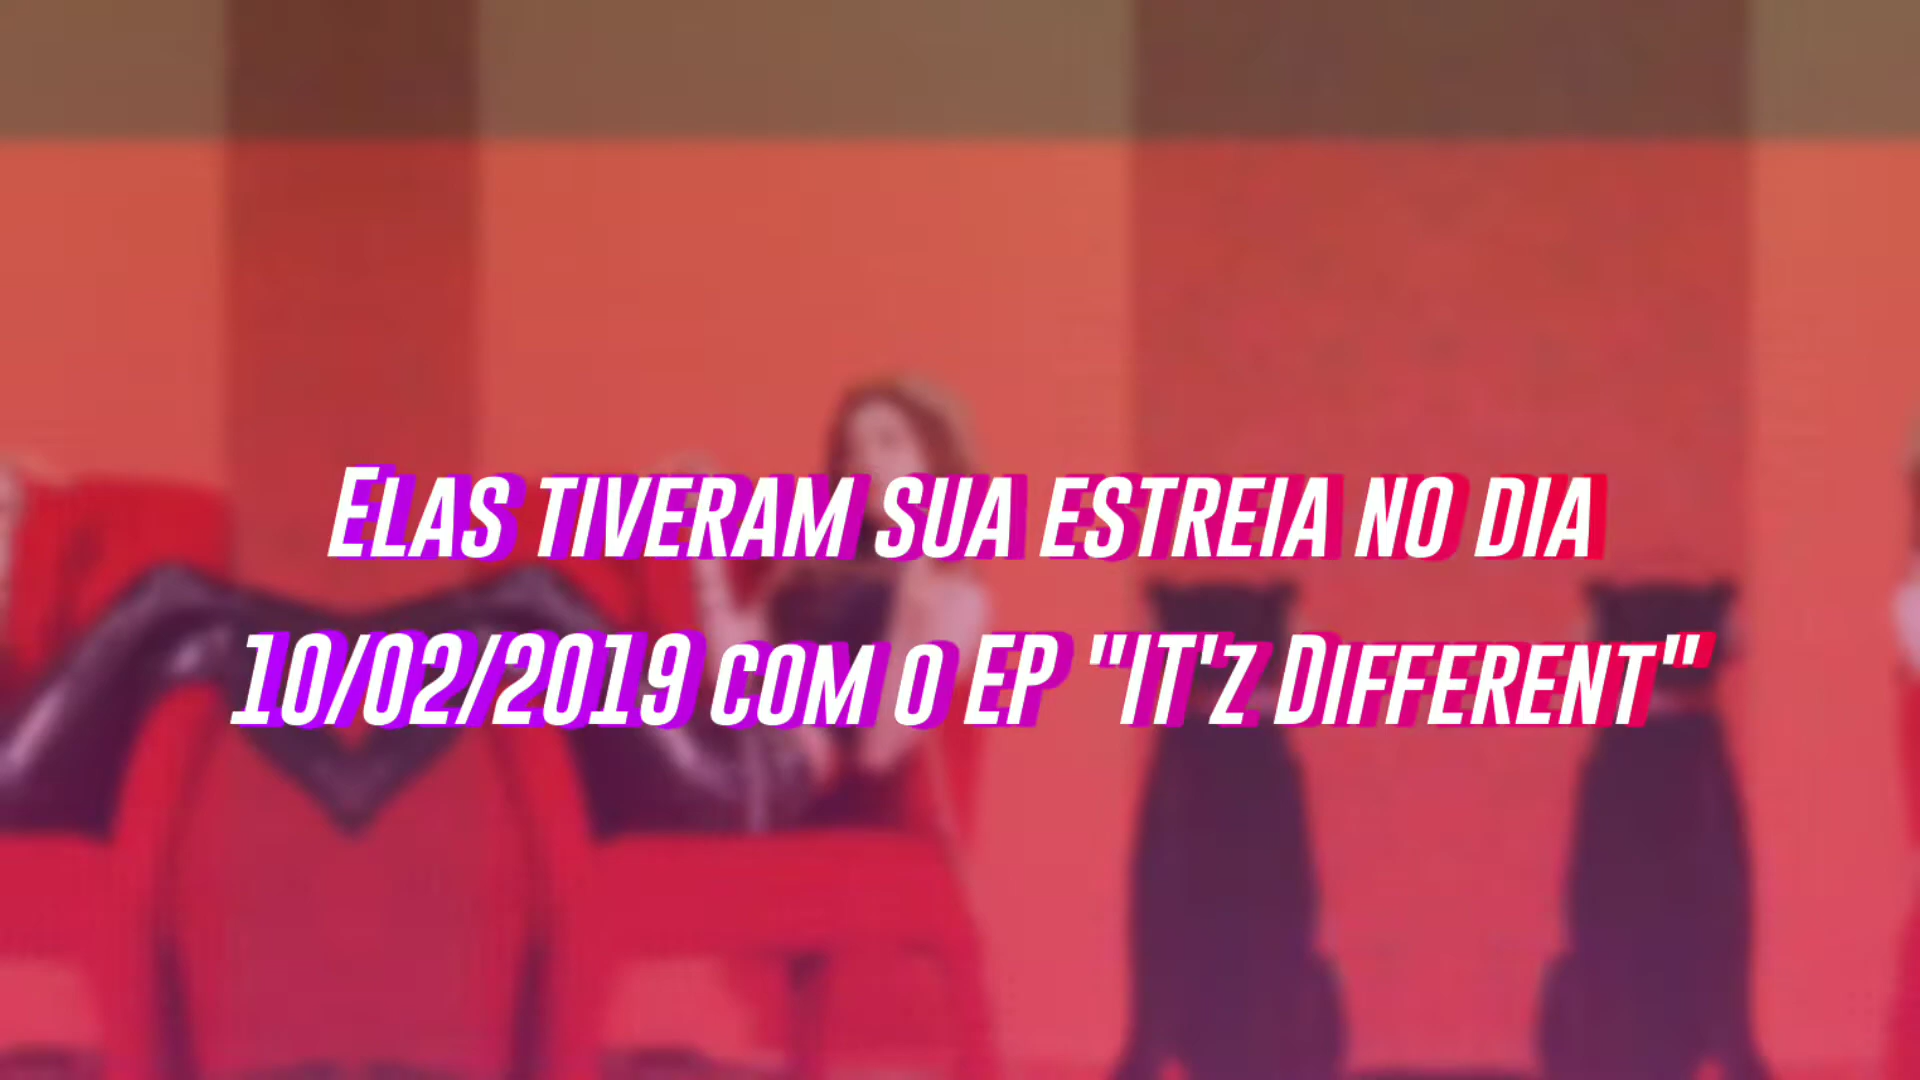 Elas tiveram sua estreia no dia
10/02/2019 com o EP "IT'z Different"